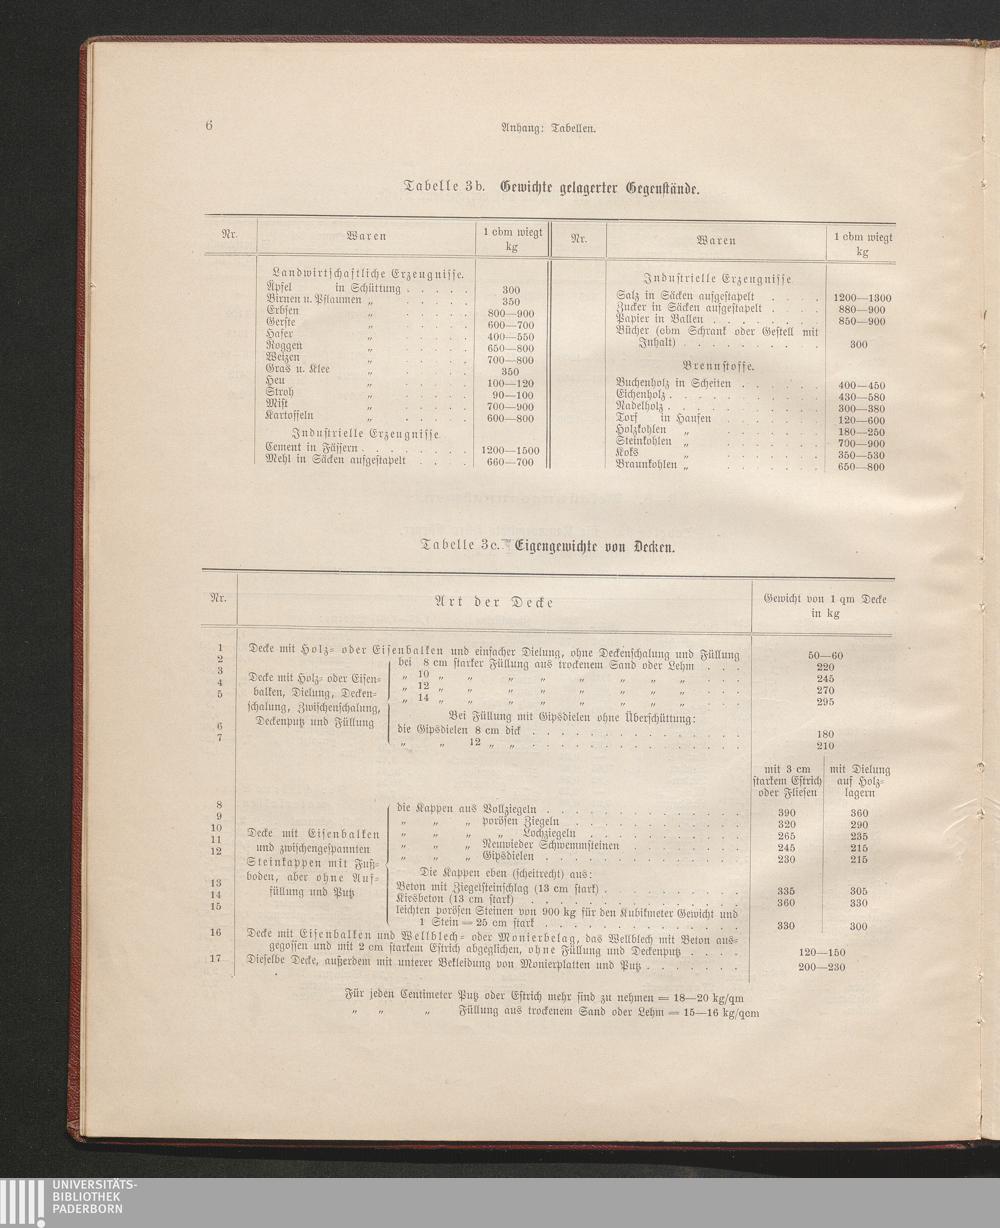 6
Anhang: Tabellen.
Tabelle 3b. Gewichte gelagerter Gegenstände.
Nr. Waren 1 cbm wiegt kg
Landwirtschaftliche Erzeugnisse.
Äpfel in Schüttung . . . . . 300
Birnen u. Pflaumen „ . . . . . 350
Erbsen „ . . . . . 800—900
Gerste „ . . . . . 600—700
Hafer „ . . . . . 400—550
Roggen „ . . . . . 650—800
Weizen „ . . . . . 700—800
Gras u. Klee „ . . . . . 350
Heu „ . . . . . 100—120
Stroh „ . . . . . 90—100
Mist „ . . . . . 700—900
Kartoffeln „ . . . . . 600—800
Industrielle Erzeugnisse
Cement in Fässern . . . . . . . . 1200—1500
Mehl in Säcken aufgestapelt . . . . 660—700
Nr. Waren 1 cbm wiegt kg
Industrielle Erzeugnisse
Salz in Säcken aufgestapelt . . . . 1200—1300
Zucker in Säcken aufgestapelt . . . . 880—900
Papier in Ballen . . . . . . . . 850—900
Bücher (cbm Schrank oder Gestell mit
Inhalt) . . . . . . . . . . 300
Brennstoffe.
Buchenholz in Scheiten . . . . . . 400—450
Eichenholz . . . . . . . . . . . 430—580
Nadelholz . . . . . . . . . . . 300—380
Torf in Haufen . . . . . . . 120—600
Holzkohlen „ . . . . . . . 180—250
Steinkohlen „ . . . . . . . 700—900
Koks „ . . . . . . . 350—530
Braunkohlen „ . . . . . . . 650—800
Tabelle 3c. Eigengewichte von Decken.
Nr. Art der Decke Gewicht von 1 qm Decke
in kg
1 Decke mit Holz- oder Eisenbalken und einfacher Dielung, ohne Deckenschalung und Füllung 50—60
Decke mit Holz- oder Eisen-
balken, Dielung, Decken-
schalung, Zwischenschalung,
Deckenputz und Füllung
2 bei 8 cm starker Füllung aus trockenem Sand oder Lehm . . . 220
3 „ 10 „ „ „ „ „ „ „ „ . . . 245
4 „ 12 „ „ „ „ „ „ „ „ . . . 270
5 „ 14 „ „ „ „ „ „ „ „ . . . 295
Bei Füllung mit Gipsdielen ohne Überschüttung:
6 die Gipsdielen 8 cm dick . . . . . . . . . . . . . . . 180
7 „ „ 12 „ „ . . . . . . . . . . . . . . . 210
mit 3 cm
starkem Estrich
oder Fliesen
mit Dielung
auf Holz-
lagern
Decke mit Eisenbalken
und zwischengespannten
Steinkappen mit Fuß-
boden, aber ohne Auf-
füllung und Putz
8 die Kappen aus Vollziegeln . . . . . . . . . . . . . . 390 360
9 „ „ „ porösen Ziegeln . . . . . . . . . . . . 320 290
10 „ „ „ „ Lochziegeln . . . . . . . . . . . 265 235
11 „ „ „ Neuwieder Schwemmsteinen . . . . . . . . 245 215
12 „ „ „ Gipsdielen . . . . . . . . . . . . . . 230 215
Die Kappen eben (scheitrecht) aus:
13 Beton mit Ziegelsteinschlag (13 cm stark) . . . . . . . . . . 335 305
14 Kiesbeton (13 cm stark) . . . . . . . . . . . . . . . 360 330
15 leichten porösen Steinen von 900 kg für den Kubikmeter Gewicht und
1 Stein = 25 cm stark . . . . . . . . . . . . . . 330 300
16 Decke mit Eisenbalken und Wellblech- oder Monierbelag, das Wellblech mit Beton aus-
gegossen und mit 2 cm starkem Estrich abgeglichen, ohne Füllung und Deckenputz . . . . 120—150
17 Dieselbe Decke, außerdem mit unterer Bekleidung von Monierplatten und Putz . . . . . . . 200—230
Für jeden Centimeter Putz oder Estrich mehr sind zu nehmen = 18—20 kg/qm
„ „ „ Füllung aus trockenem Sand oder Lehm = 15—16 kg/qcm
UNIVERSITÄTS-
BIBLIOTHEK
PADERBORN